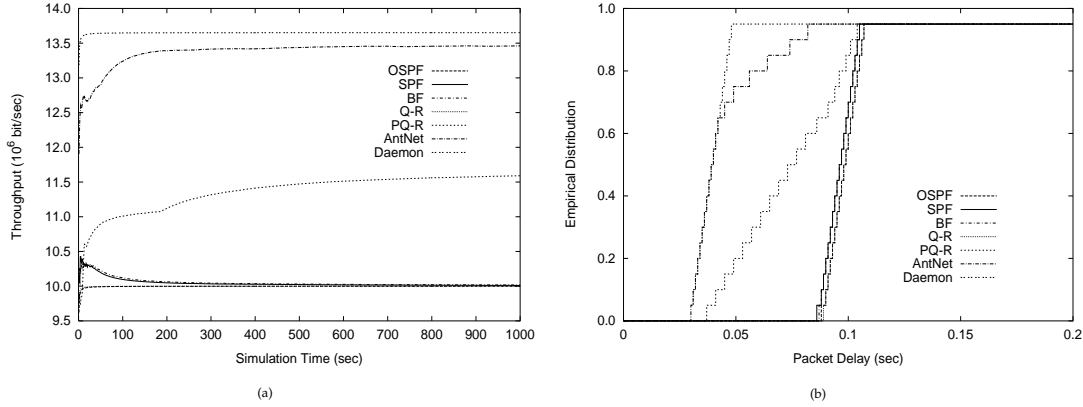 14.0
13.5
13.0
12.5
12.0
11.5
11.0
10.5
10.0
9.5
Throughput (10^6 bit/sec)
OSPF
SPF
BF
Q-R
PQ-R
AntNet
Daemon
0 100 200 300 400 500 600 700 800 900 1000
Simulation Time (sec)
(a)
1.0
0.8
0.6
0.4
0.2
0.0
Empirical Distribution
OSPF
SPF
BF
Q-R
PQ-R
AntNet
Daemon
0 0.05 0.1 0.15 0.2
Packet Delay (sec)
(b)